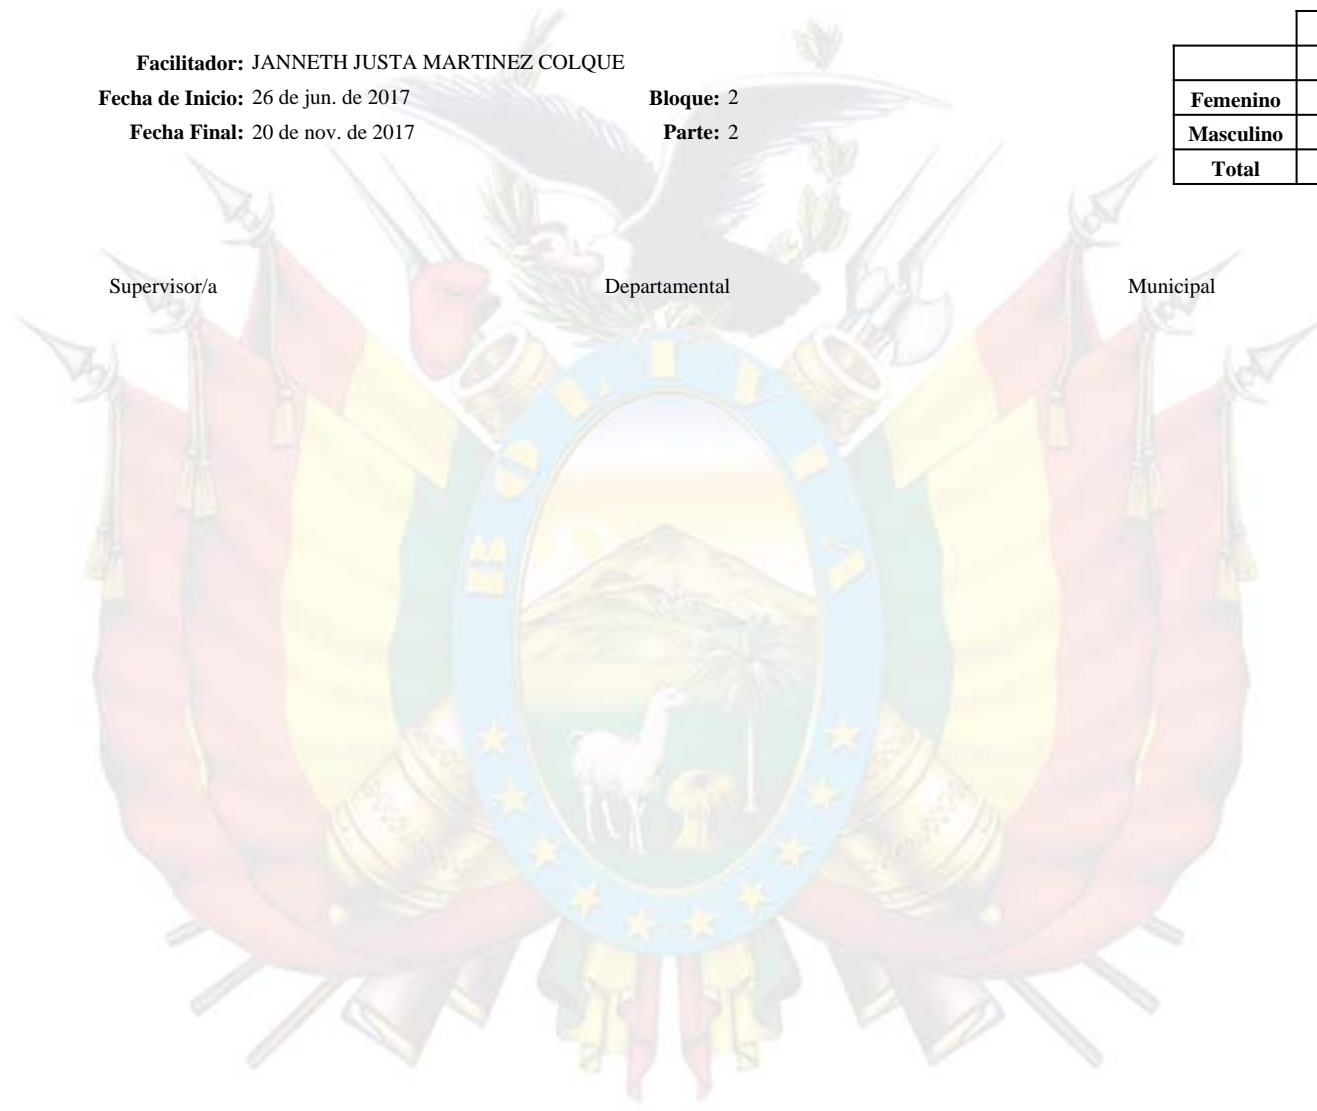 Facilitador: JANNETH JUSTA MARTINEZ COLQUE
Fecha de Inicio: 26 de jun. de 2017 Bloque: 2
Fecha Final: 20 de nov. de 2017 Parte: 2
Femenino
Masculino
Total
Supervisor/a Departamental Municipal
BOLIVIA